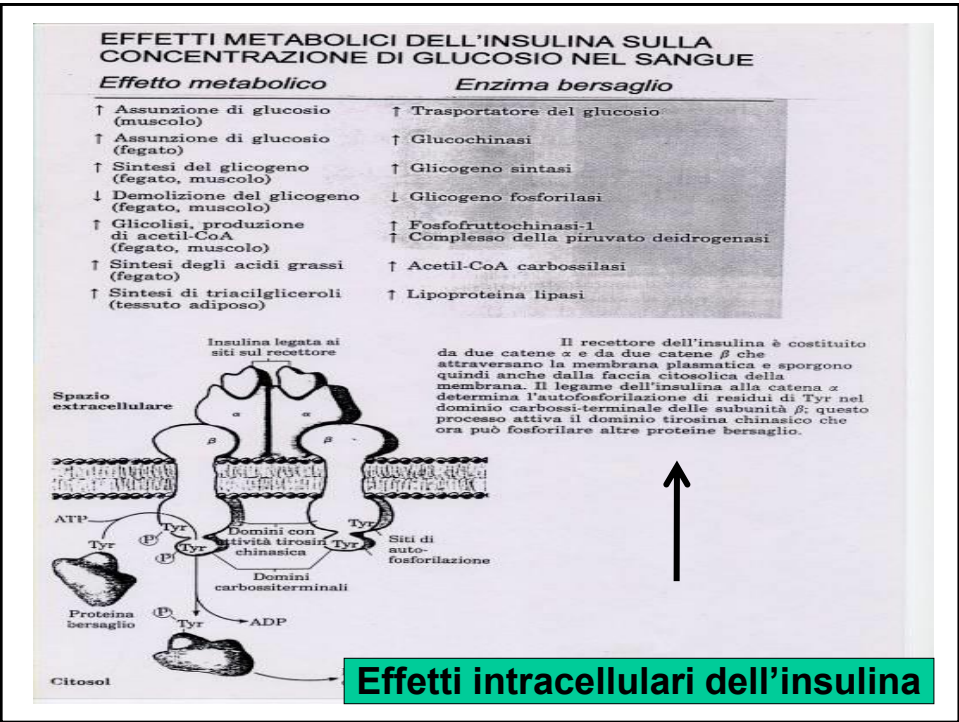 EFFETTI METABOLICI DELL'INSULINA SULLA
CONCENTRAZIONE DI GLUCOSIO NEL SANGUE
Effetto metabolico Enzima bersaglio
↑ Assunzione di glucosio ↑ Trasportatore del glucosio
(muscolo)
↑ Assunzione di glucosio ↑ Glucochinasi
(fegato)
↑ Sintesi del glicogeno ↑ Glicogeno sintasi
(fegato, muscolo)
↓ Demolizione del glicogeno ↓ Glicogeno fosforilasi
(fegato, muscolo)
↑ Glicolisi, produzione ↑ Fosfofruttochinasi-1
di acetil-CoA ↑ Complesso della piruvato deidrogenasi
(fegato, muscolo)
↑ Sintesi degli acidi grassi ↑ Acetil-CoA carbossilasi
(fegato)
↑ Sintesi di triacilgliceroli ↑ Lipoproteina lipasi
(tessuto adiposo)
Insulina legata ai
siti sul recettore
Il recettore dell'insulina è costituito
da due catene α e da due catene β che
attraversano la membrana plasmatica e sporgono
quindi anche dalla faccia citosolica della
membrana. Il legame dell'insulina alla catena α
determina l'autofosforilazione di residui di Tyr nel
dominio carbossi-terminale delle subunità β; questo
processo attiva il dominio tirosina chinasico che
ora può fosforilare altre proteine bersaglio.
Spazio
extracellulare
α α
β β
ATP
Tyr
P Tyr
P Tyr
Domini con
attività tirosin
chinasica
Tyr
Tyr
Siti di
auto-
fosforilazione
Domini
carbossiterminali
Proteina
bersaglio
P Tyr
ADP
Citosol
Effetti intracellulari dell'insulina